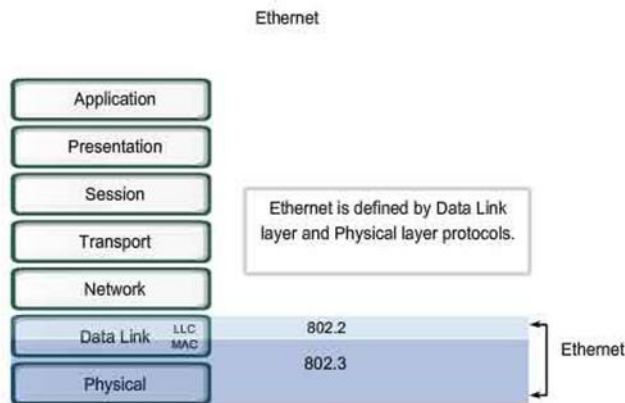 Ethernet
Application
Presentation
Session
Transport
Network
Data Link
LLC
MAC
Physical
Ethernet is defined by Data Link
layer and Physical layer protocols.
802.2
802.3
Ethernet